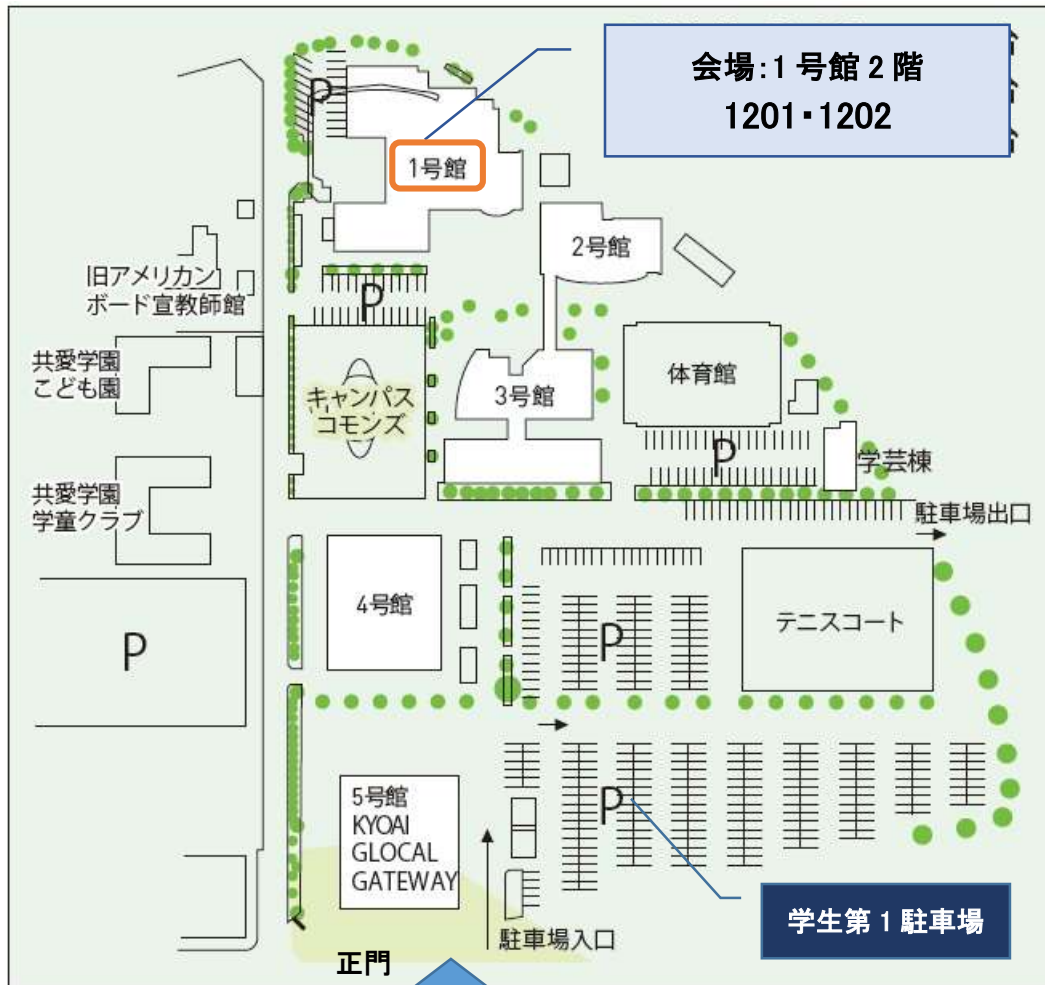 会場:1号館2階
1201・1202
P
1号館
2号館
旧アメリカン
ボード宣教師館
P
共愛学園
こども園
キャンパス
コモンズ
3号館
体育館
P
学芸棟
共愛学園
学童クラブ
駐車場出口
4号館
P
テニスコート
P
5号館
KYOAI
GLOCAL
GATEWAY
P
学生第1駐車場
駐車場入口
正門